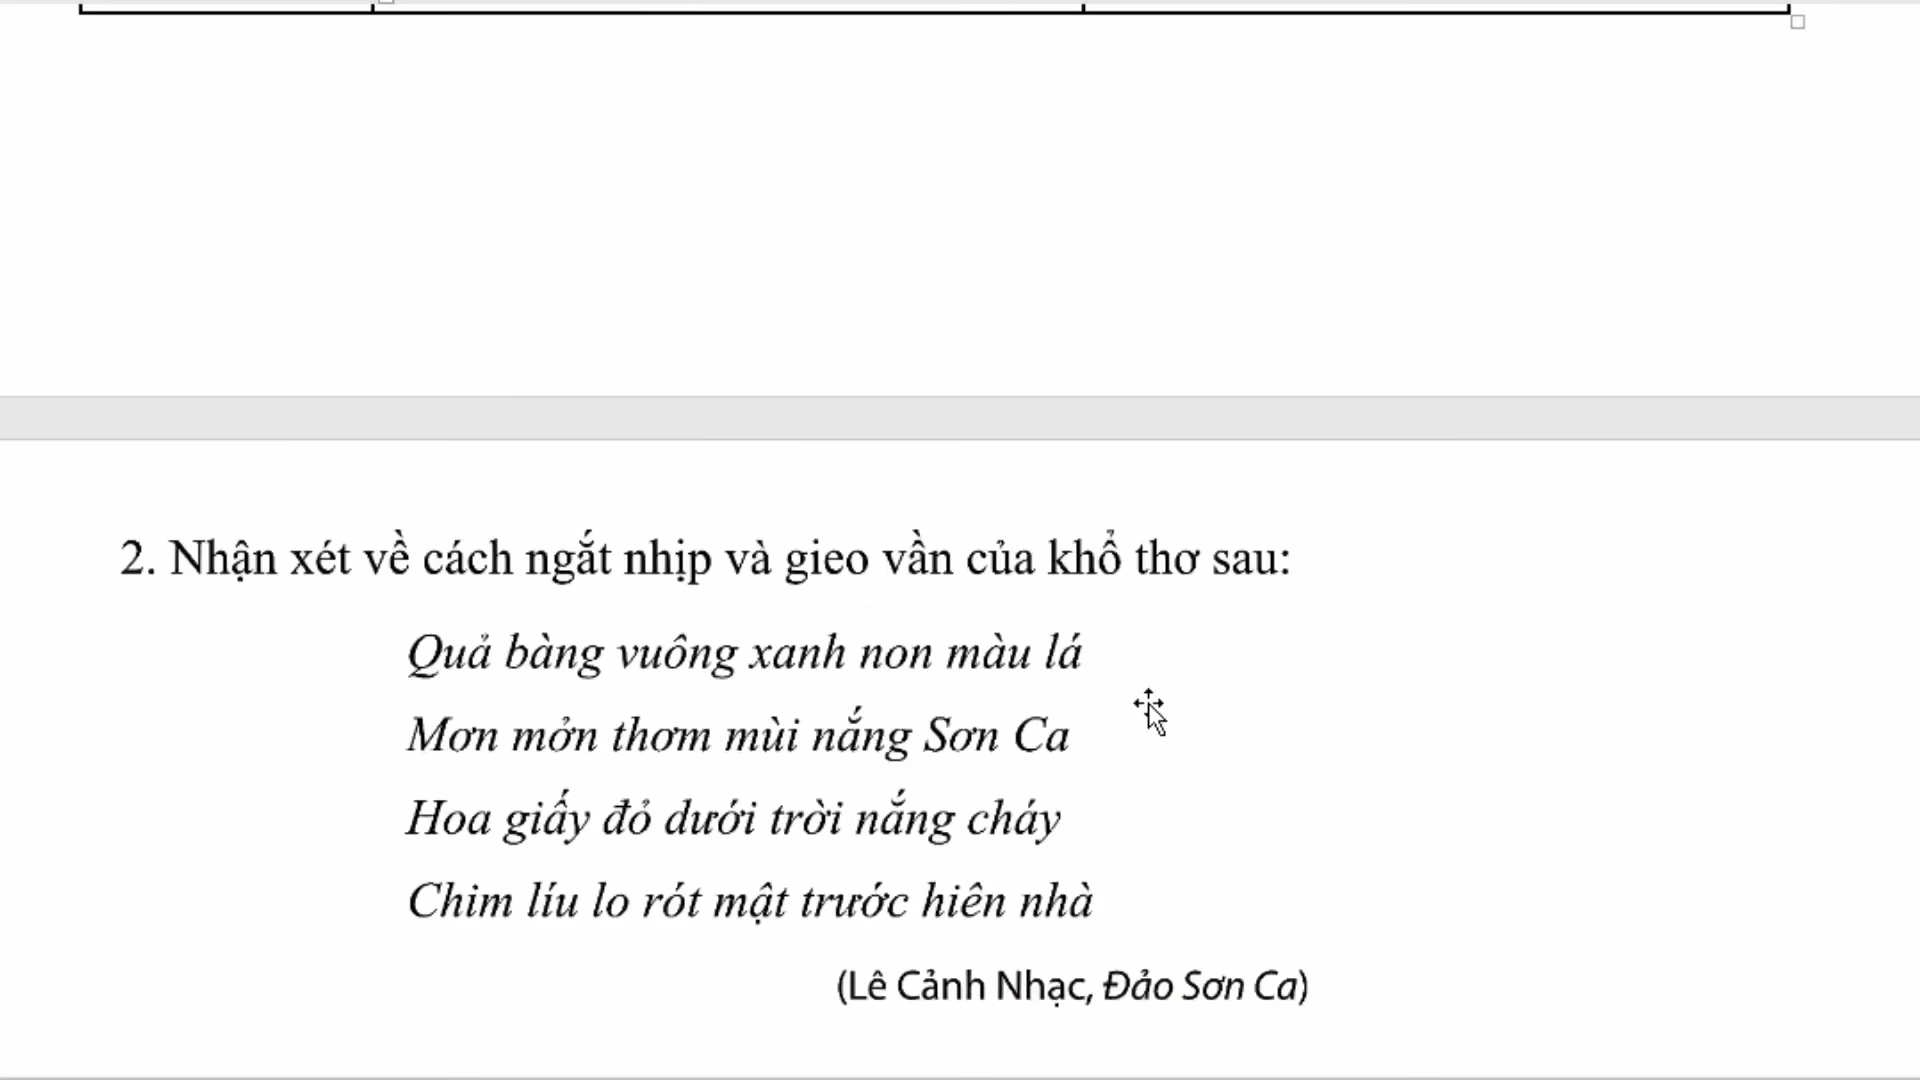 2. Nhận xét về cách ngắt nhịp và gieo vần của khổ thơ sau:
Quả bàng vuông xanh non màu lá
Mơn mởn thơm mùi nắng Sơn Ca
Hoa giấy đỏ dưới trời nắng cháy
Chim líu lo rót mật trước hiên nhà
(Lê Cảnh Nhạc, Đảo Sơn Ca)